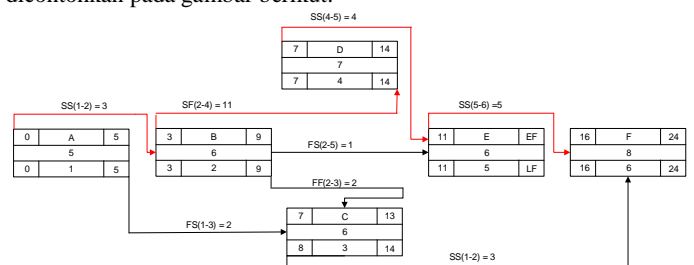 dicontohkan pada gambar berikut.
SS(4-5) = 4
7 D 14
7
7 4 14
SS(1-2) = 3
SF(2-4) = 11
SS(5-6) =5
0 A 5
5
0 1 5
3 B 9
6
3 2 9
FS(2-5) = 1
11 E EF
6
11 5 LF
16 F 24
8
16 6 24
FF(2-3) = 2
7 C 13
6
8 3 14
FS(1-3) = 2
SS(1-2) = 3